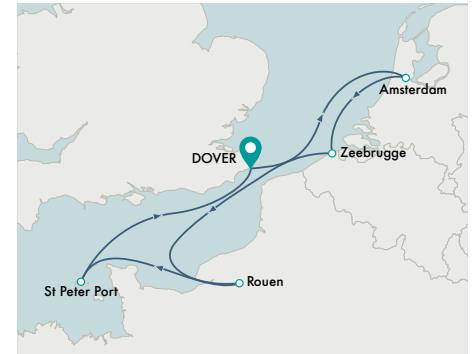 Amsterdam
DOVER
Zeebrugge
St Peter Port
Rouen